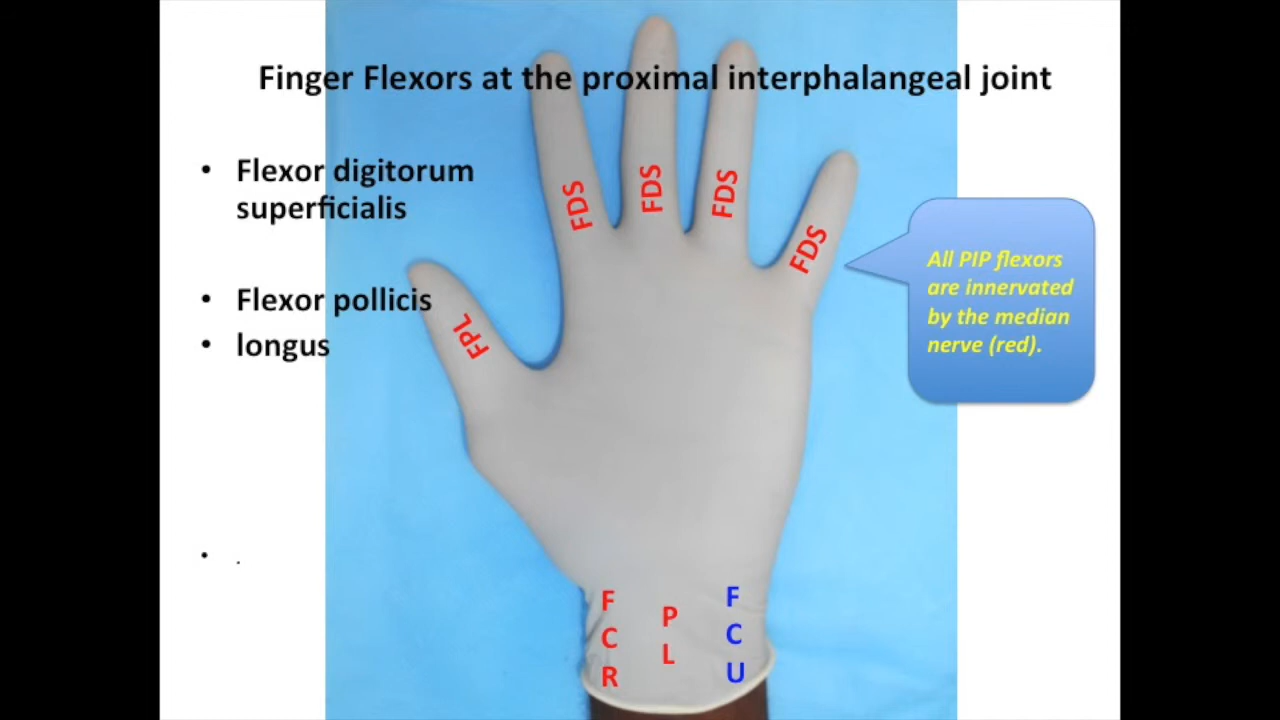 Finger Flexors at the proximal interphalangeal joint
• Flexor digitorum
superficialis
• Flexor pollicis
• longus
• .
FPL
FDS
FDS
FDS
FDS
All PIP flexors
are innervated
by the median
nerve (red).
F
C
R
P
L
F
C
U